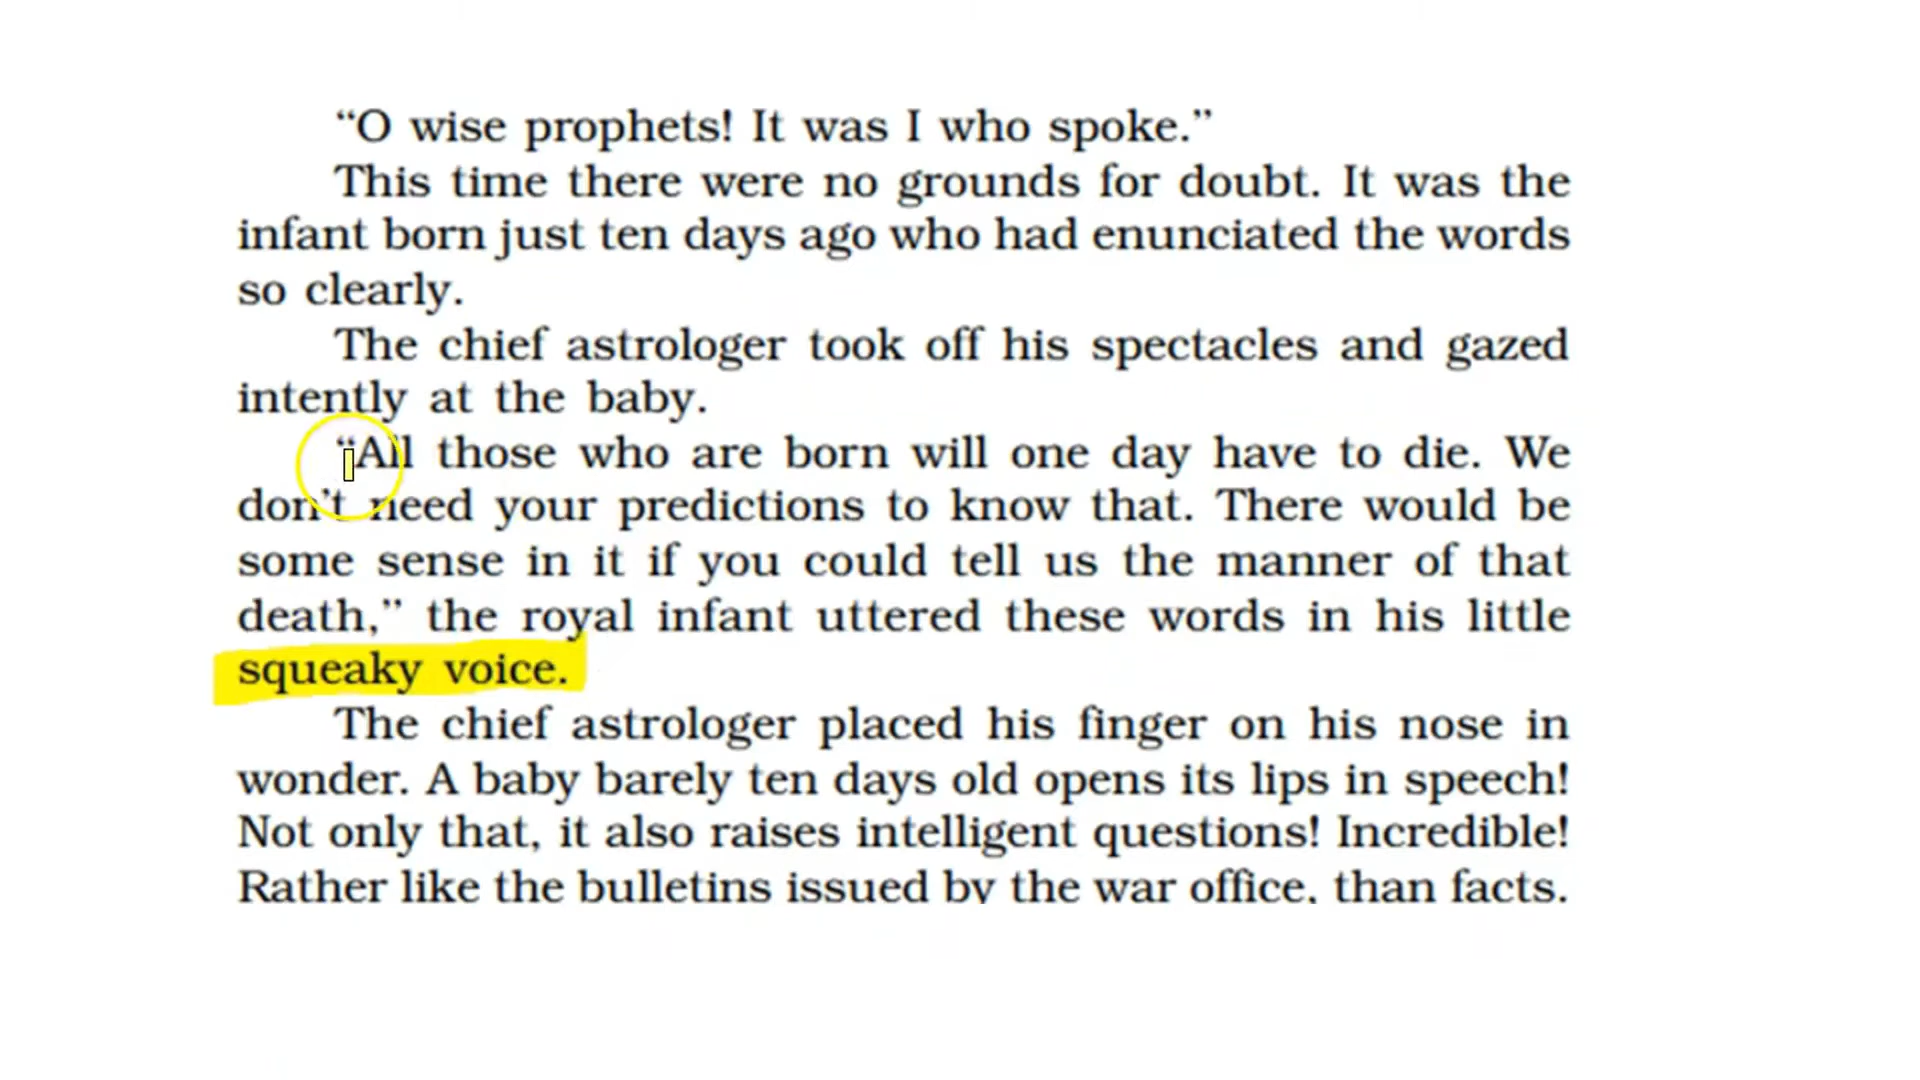 “O wise prophets! It was I who spoke.”
This time there were no grounds for doubt. It was the
infant born just ten days ago who had enunciated the words
so clearly.
The chief astrologer took off his spectacles and gazed
intently at the baby.
“All those who are born will one day have to die. We
don’t need your predictions to know that. There would be
some sense in it if you could tell us the manner of that
death,” the royal infant uttered these words in his little
squeaky voice.
The chief astrologer placed his finger on his nose in
wonder. A baby barely ten days old opens its lips in speech!
Not only that, it also raises intelligent questions! Incredible!
Rather like the bulletins issued by the war office, than facts.